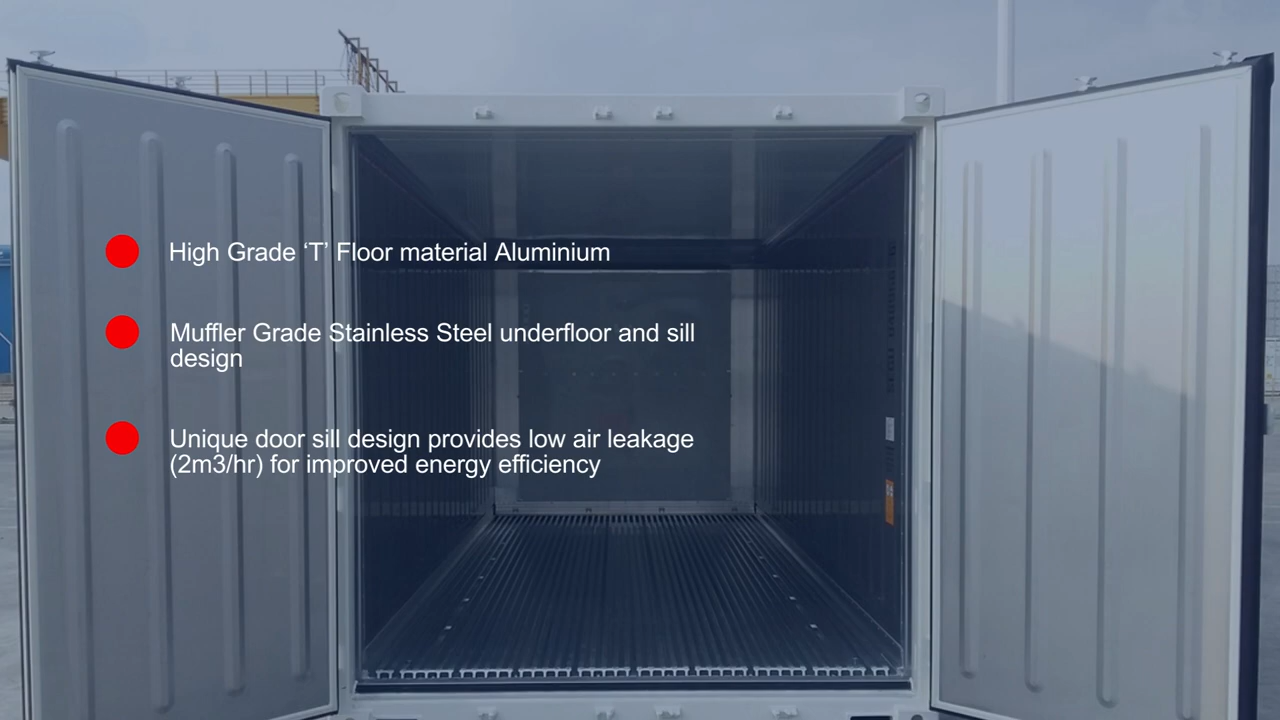 High Grade ‘T’ Floor material Aluminium
Muffler Grade Stainless Steel underfloor and sill
design
Unique door sill design provides low air leakage
(2m3/hr) for improved energy efficiency